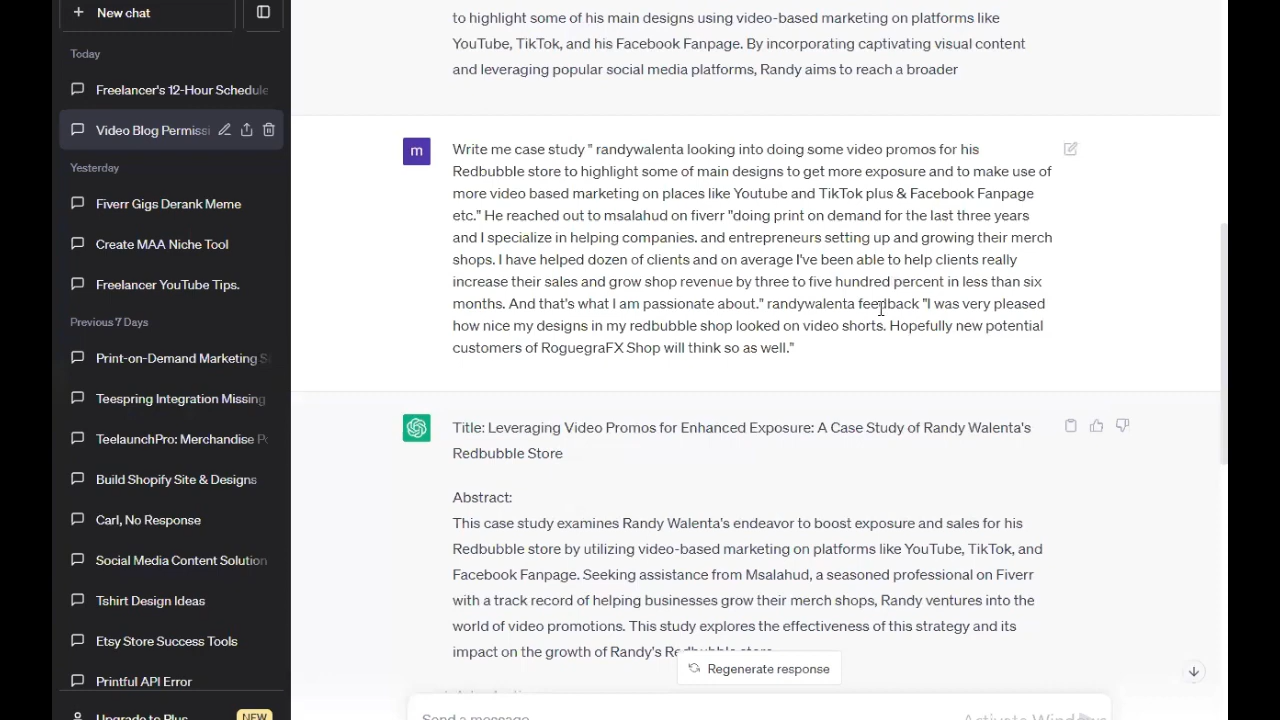 New chat
Today
Freelancer's 12-Hour Schedule
Video Blog Permissi
Yesterday
Fiverr Gigs Derank Meme
Create MAA Niche Tool
Freelancer YouTube Tips.
Previous 7 Days
Print-on-Demand Marketing S
Teespring Integration Missing
TeelaunchPro: Merchandise Po
Build Shopify Site & Designs
Carl, No Response
Social Media Content Solution
Tshirt Design Ideas
Etsy Store Success Tools
Printful API Error
Upgrade to Plus NEW
to highlight some of his main designs using video-based marketing on platforms like
YouTube, TikTok, and his Facebook Fanpage. By incorporating captivating visual content
and leveraging popular social media platforms, Randy aims to reach a broader
m
Write me case study " randywalenta looking into doing some video promos for his
Redbubble store to highlight some of main designs to get more exposure and to make use of
more video based marketing on places like Youtube and TikTok plus & Facebook Fanpage
etc." He reached out to msalahud on fiverr "doing print on demand for the last three years
and I specialize in helping companies. and entrepreneurs setting up and growing their merch
shops. I have helped dozen of clients and on average I've been able to help clients really
increase their sales and grow shop revenue by three to five hundred percent in less than six
months. And that's what I am passionate about." randywalenta feedback "I was very pleased
how nice my designs in my redbubble shop looked on video shorts. Hopefully new potential
customers of RoguegraFX Shop will think so as well."
Title: Leveraging Video Promos for Enhanced Exposure: A Case Study of Randy Walenta's
Redbubble Store
Abstract:
This case study examines Randy Walenta's endeavor to boost exposure and sales for his
Redbubble store by utilizing video-based marketing on platforms like YouTube, TikTok, and
Facebook Fanpage. Seeking assistance from Msalahud, a seasoned professional on Fiverr
with a track record of helping businesses grow their merch shops, Randy ventures into the
world of video promotions. This study explores the effectiveness of this strategy and its
impact on the growth of Randy's Redbubble store.
Regenerate response
Send a message
Activate Windows